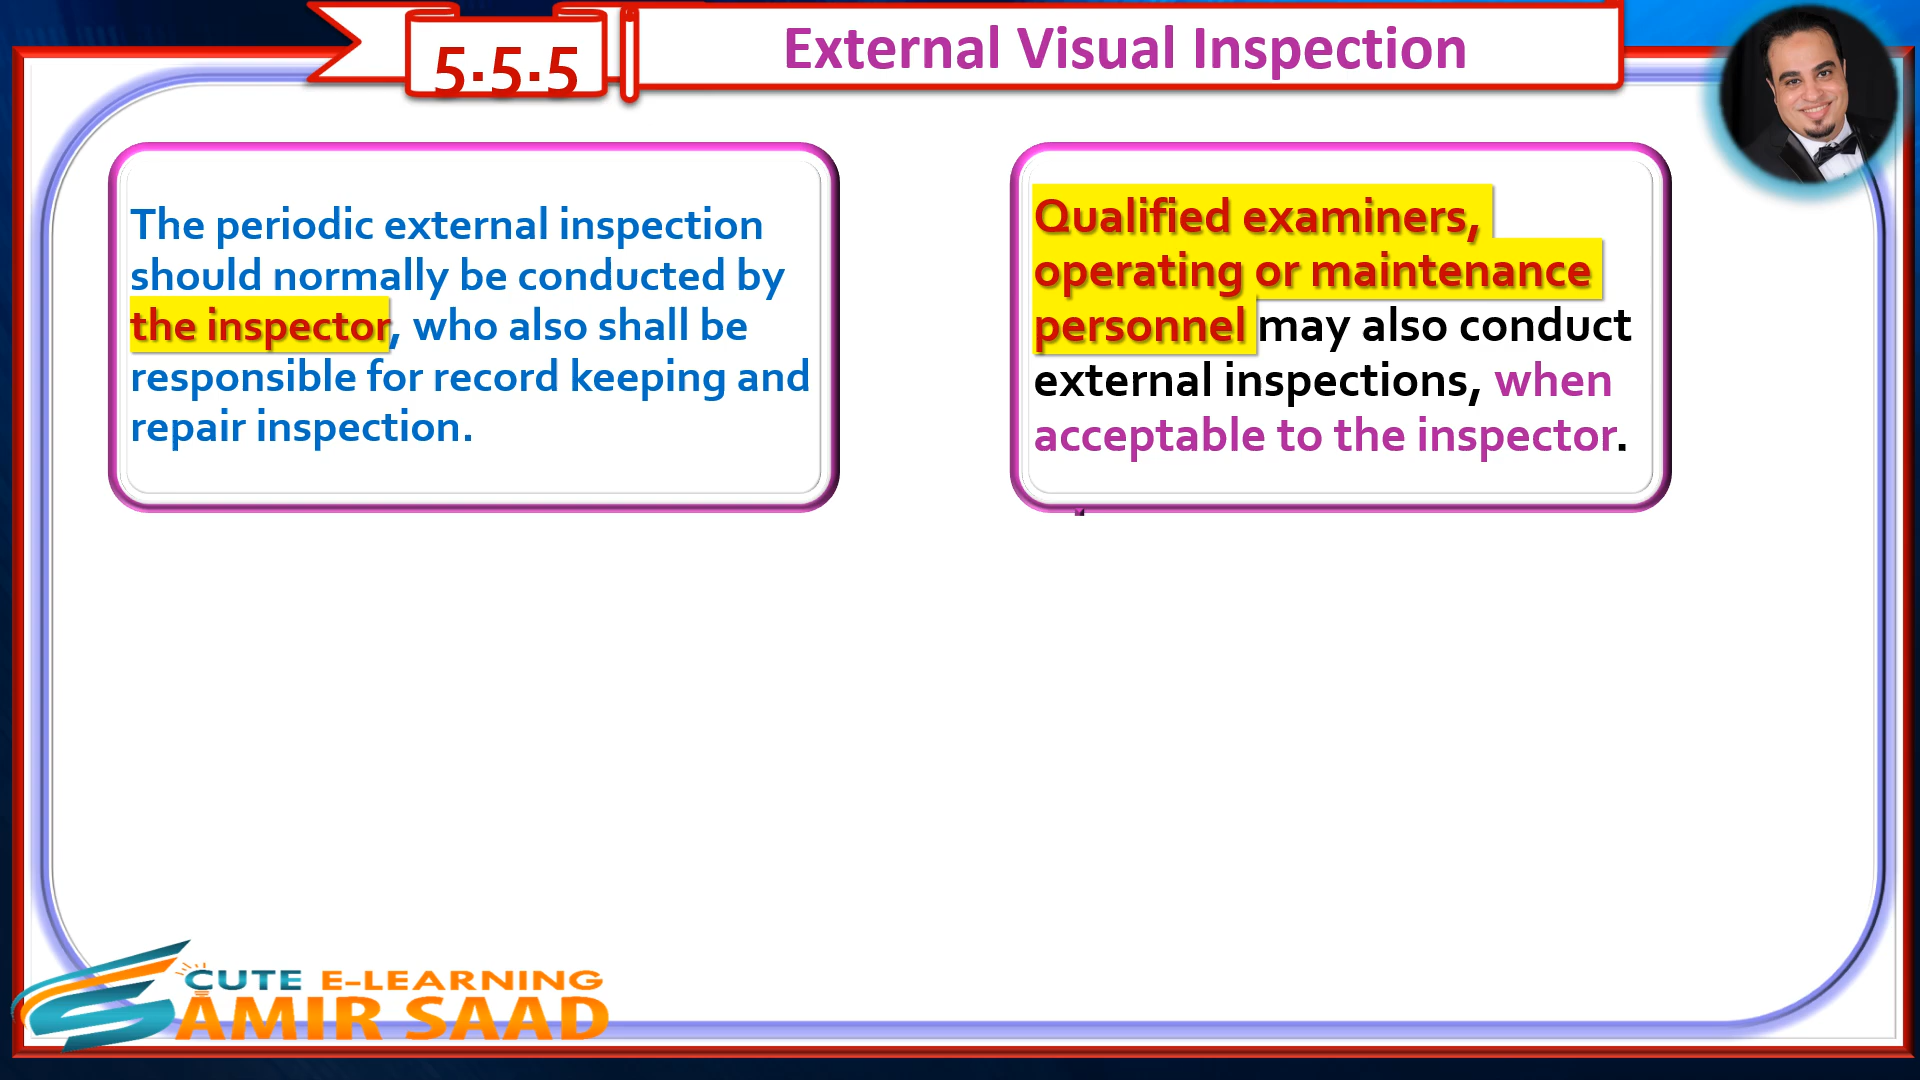 5.5.5
External Visual Inspection
The periodic external inspection
should normally be conducted by
the inspector, who also shall be
responsible for record keeping and
repair inspection.
Qualified examiners,
operating or maintenance
personnel may also conduct
external inspections, when
acceptable to the inspector.
CUTE E-LEARNING
AMIR SAAD